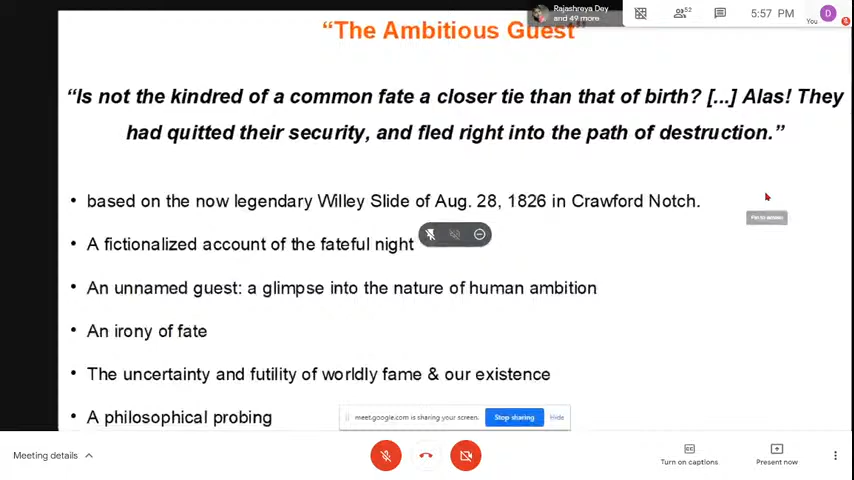 Rajashreya Dey
and 49 more
52
5:57 PM
You
D
“The Ambitious Guest”
“Is not the kindred of a common fate a closer tie than that of birth? [...] Alas! They
had quitted their security, and fled right into the path of destruction.”
• based on the now legendary Willey Slide of Aug. 28, 1826 in Crawford Notch.
• A fictionalized account of the fateful night
• An unnamed guest: a glimpse into the nature of human ambition
• An irony of fate
• The uncertainty and futility of worldly fame & our existence
• A philosophical probing
meet.google.com is sharing your screen.
Stop sharing
Hide
Meeting details
Turn on captions
Present now